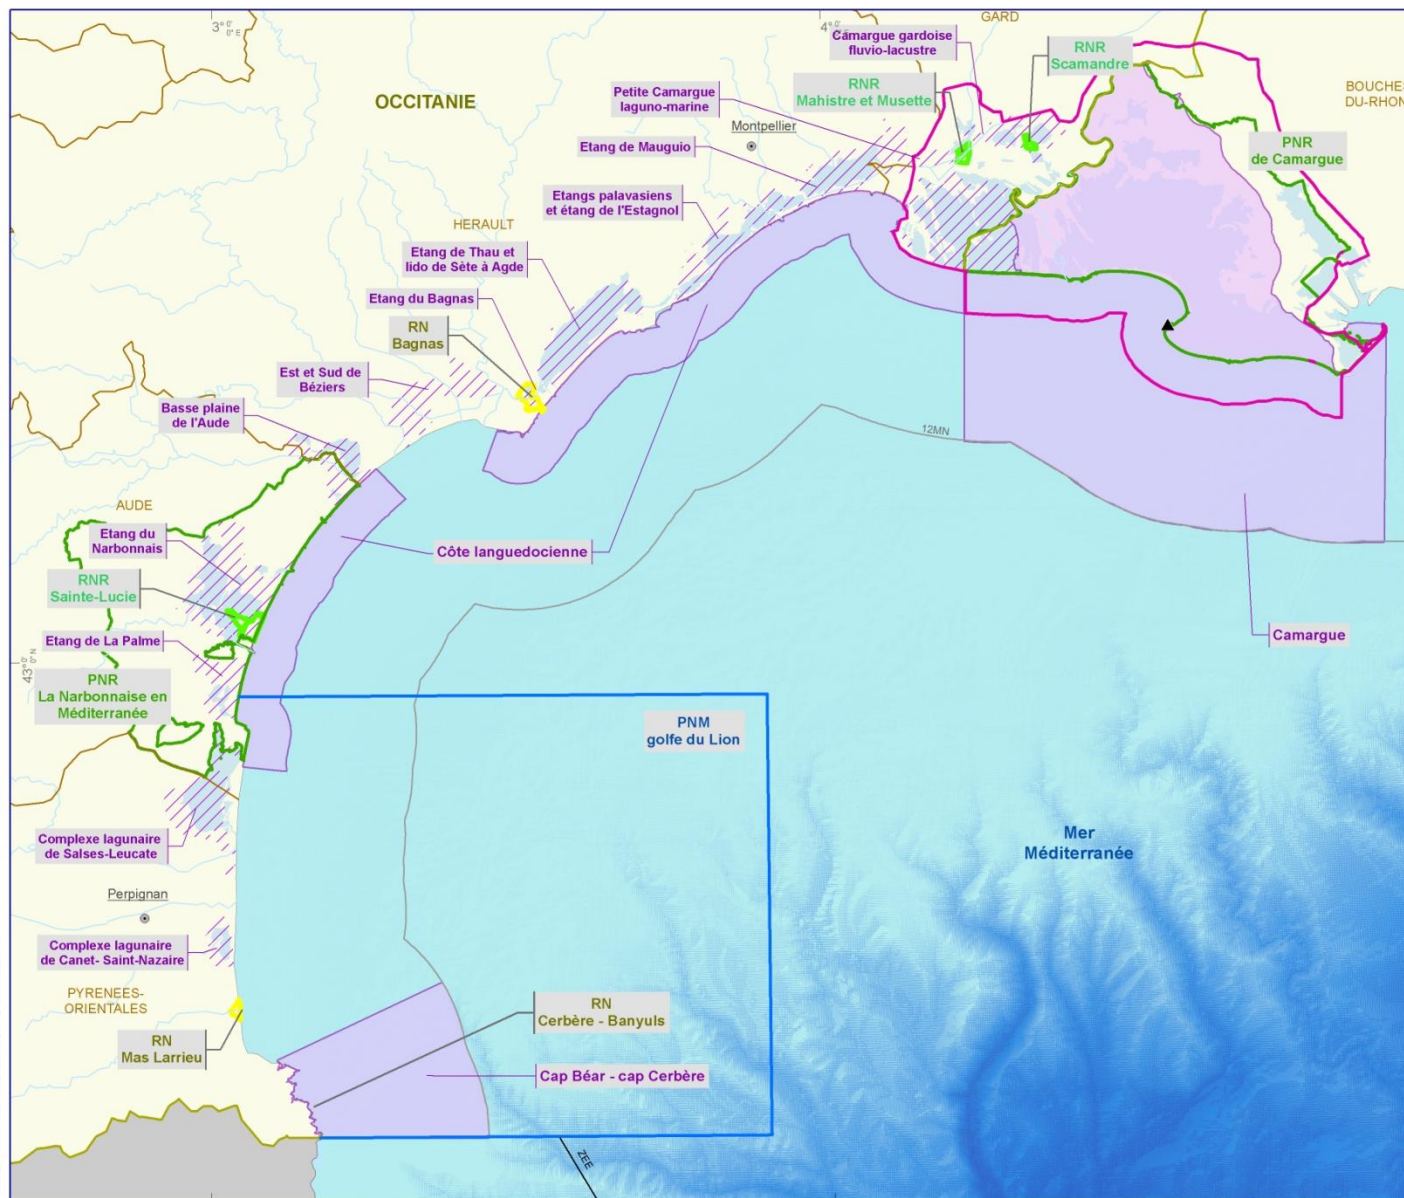 3° 0' 0" E
4° 0' 0"
GARD
Camargue gardoise
fluvio-lacustre
RNR
Scamandre
RNR
Mahistre et Musette
BOUCHES-
DU-RHON
OCCITANIE
Petite Camargue
laguno-marine
Montpellier
Etang de Mauguio
PNR
de Camargue
Etangs palavasiens
et étang de l'Estagnol
HERAULT
Etang de Thau et
lido de Sète à Agde
Etang du Bagnas
RN
Bagnas
Est et Sud de
Béziers
Basse plaine
de l'Aude
12MN
AUDE
Etang du
Narbonnais
Côte languedocienne
RNR
Sainte-Lucie
Etang de La Palme
Camargue
43° 0' 0" N
PNR
La Narbonnaise en
Méditerranée
PNM
golfe du Lion
Mer
Méditerranée
Complexe lagunaire
de Salses-Leucate
Perpignan
Complexe lagunaire
de Canet- Saint-Nazaire
PYRENEES-
ORIENTALES
RN
Cerbère - Banyuls
RN
Mas Larrieu
Cap Béar - cap Cerbère
ZEE